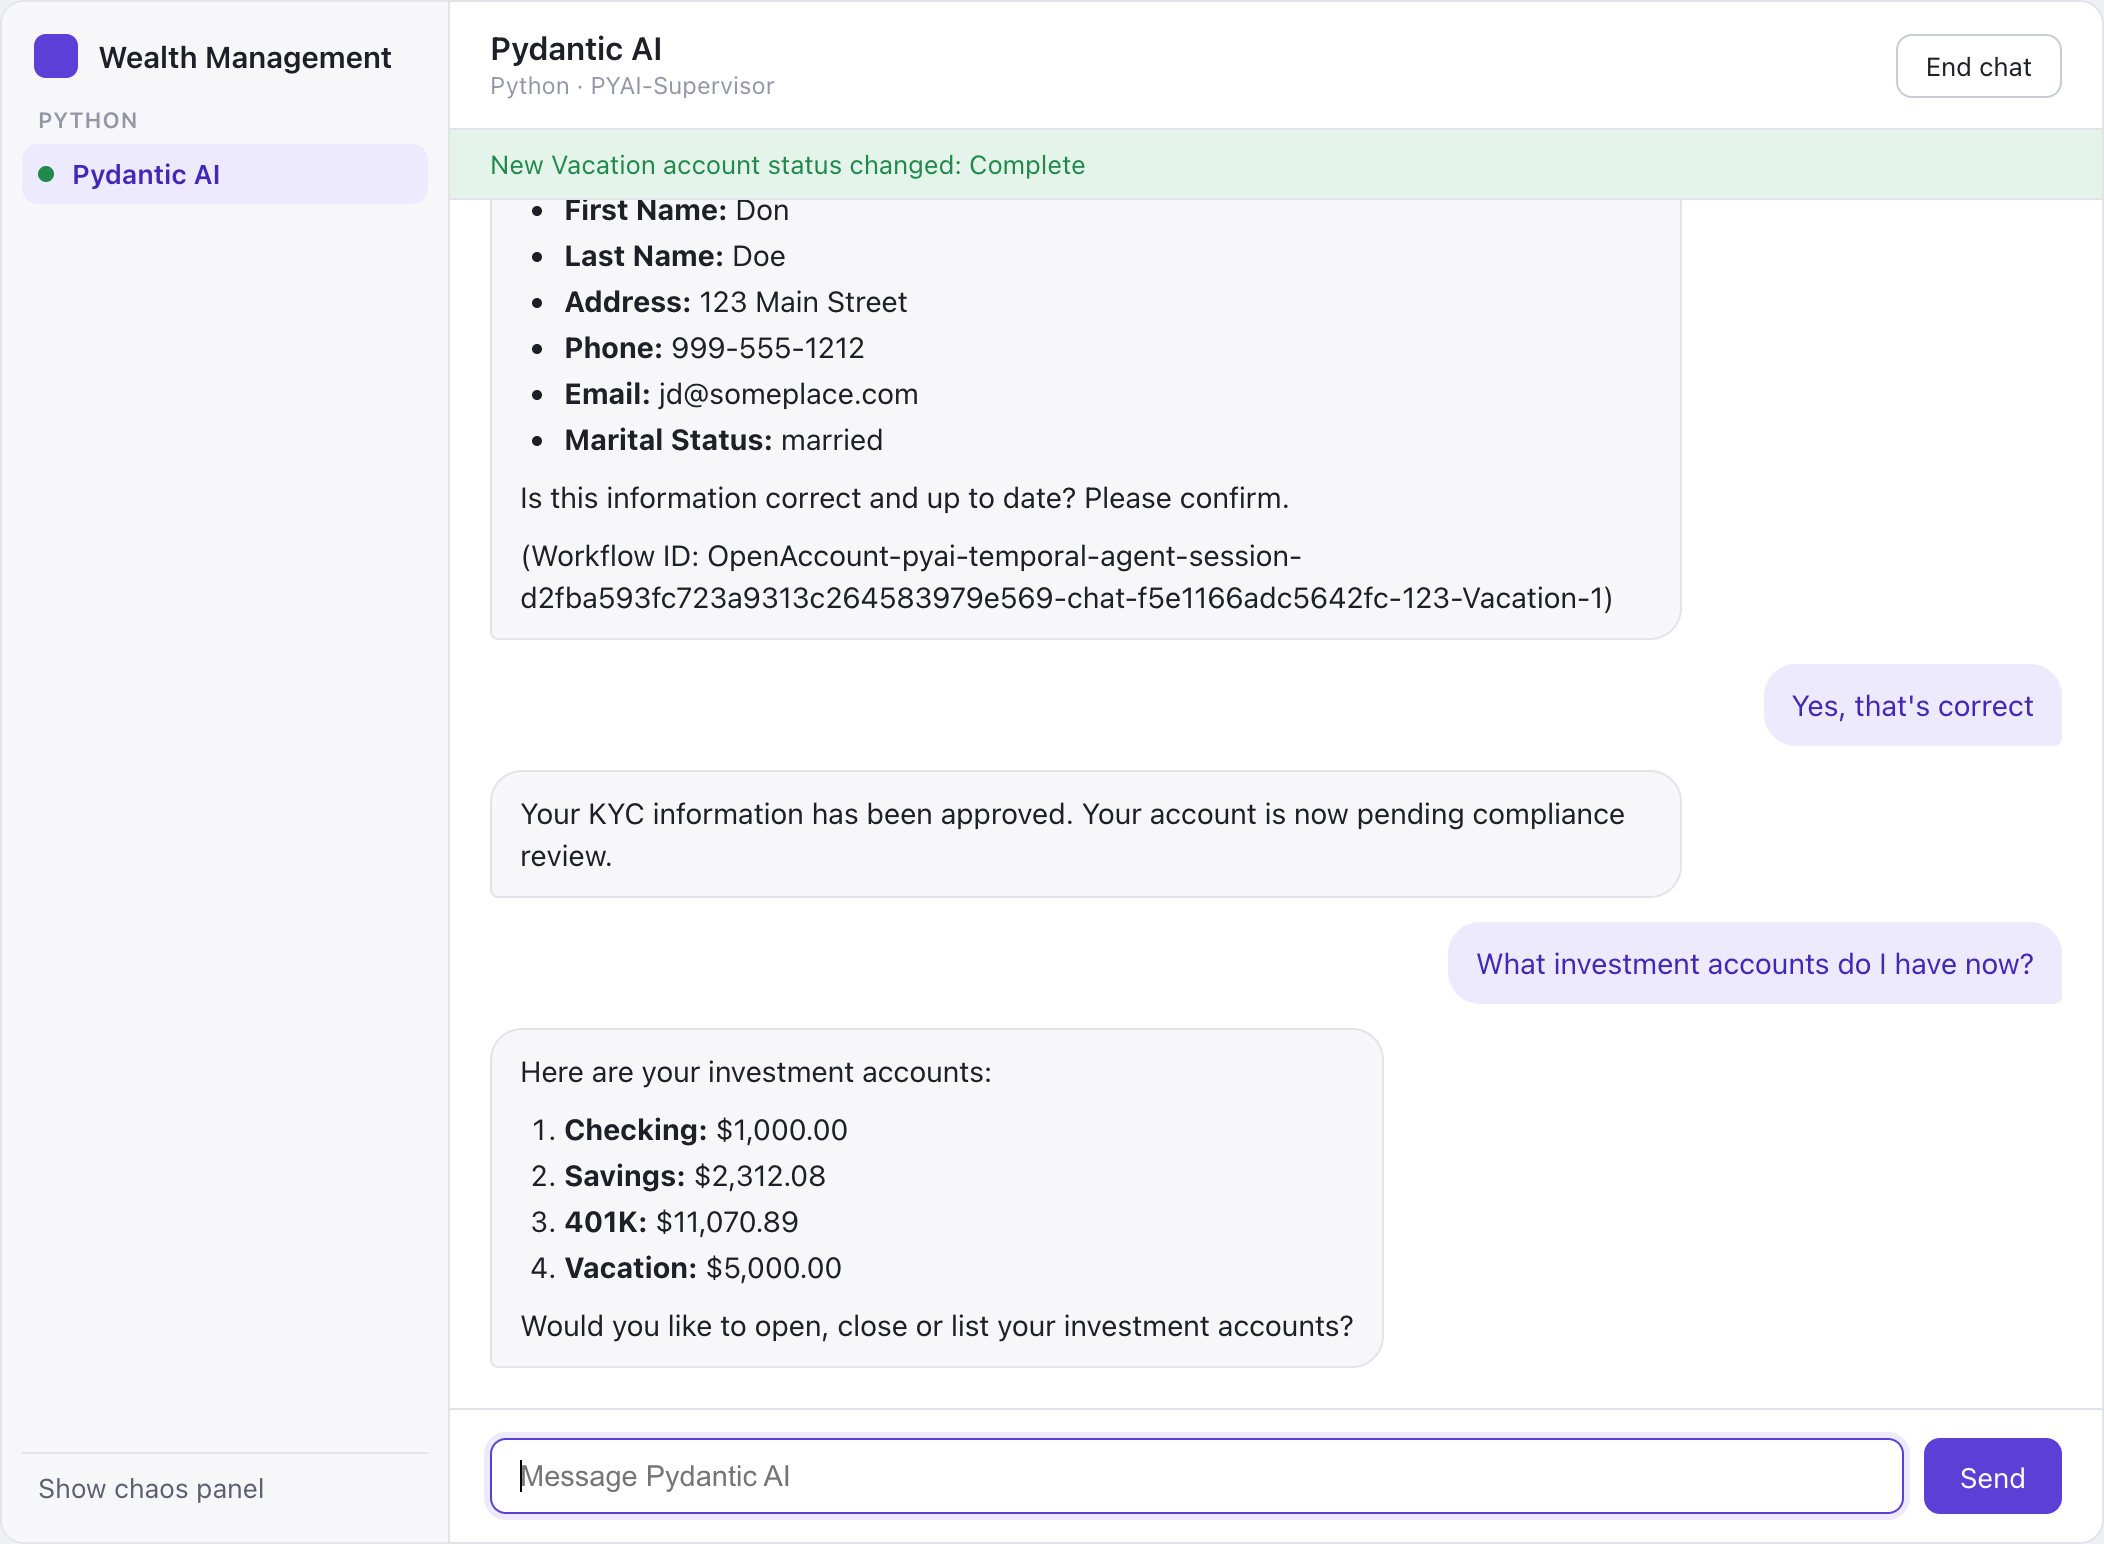 Wealth Management
PYTHON
Pydantic AI
Show chaos panel
Pydantic AI
Python · PYAI-Supervisor
End chat
New Vacation account status changed: Complete
• First Name: Don
• Last Name: Doe
• Address: 123 Main Street
• Phone: 999-555-1212
• Email: jd@someplace.com
• Marital Status: married
Is this information correct and up to date? Please confirm.
(Workflow ID: OpenAccount-pyai-temporal-agent-session-
d2fba593fc723a9313c264583979e569-chat-f5e1166adc5642fc-123-Vacation-1)
Yes, that's correct
Your KYC information has been approved. Your account is now pending compliance
review.
What investment accounts do I have now?
Here are your investment accounts:
1. Checking: $1,000.00
2. Savings: $2,312.08
3. 401K: $11,070.89
4. Vacation: $5,000.00
Would you like to open, close or list your investment accounts?
Message Pydantic AI
Send